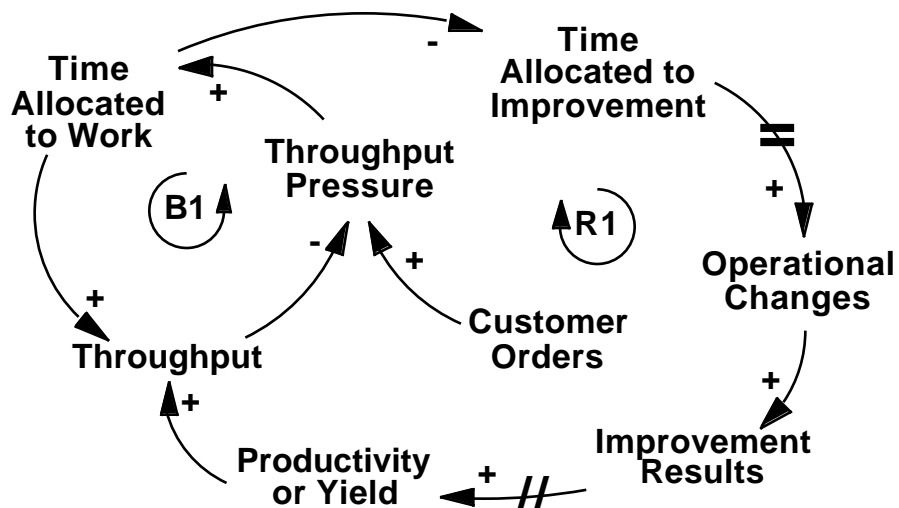 Time
Allocated
to Work
-
+
Time
Allocated to
Improvement
Throughput
Pressure
B1
R1
+
-
+
+
Operational
Changes
Customer
Orders
Throughput
+
+
Improvement
Results
Productivity
or Yield
+